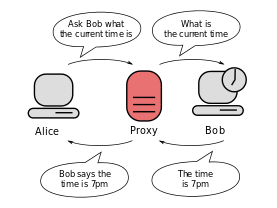 Ask Bob what
the current time is
What is
the current time
Alice
Proxy
Bob
Bob says the
time is 7pm
The time
is 7pm